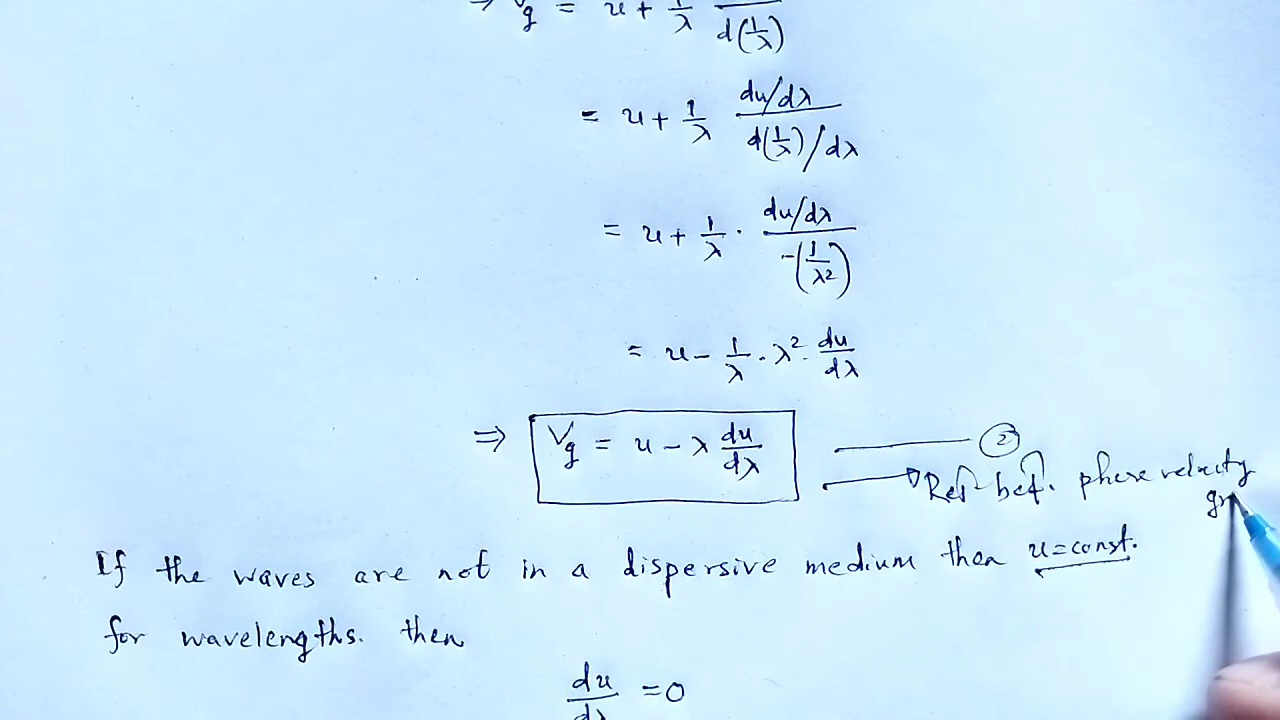 ⇒ Vg = u + 1/λ ─/d(1/λ)
= u + 1/λ (du/dλ)/(d(1/λ)/dλ)
= u + 1/λ · (du/dλ)/(-(1/λ²))
= u - 1/λ · λ² · du/dλ
⇒ Vg = u - λ du/dλ ②
bet. phase velocity
If the waves are not in a dispersive medium then u = const.
for wavelengths. then
du/dλ = 0